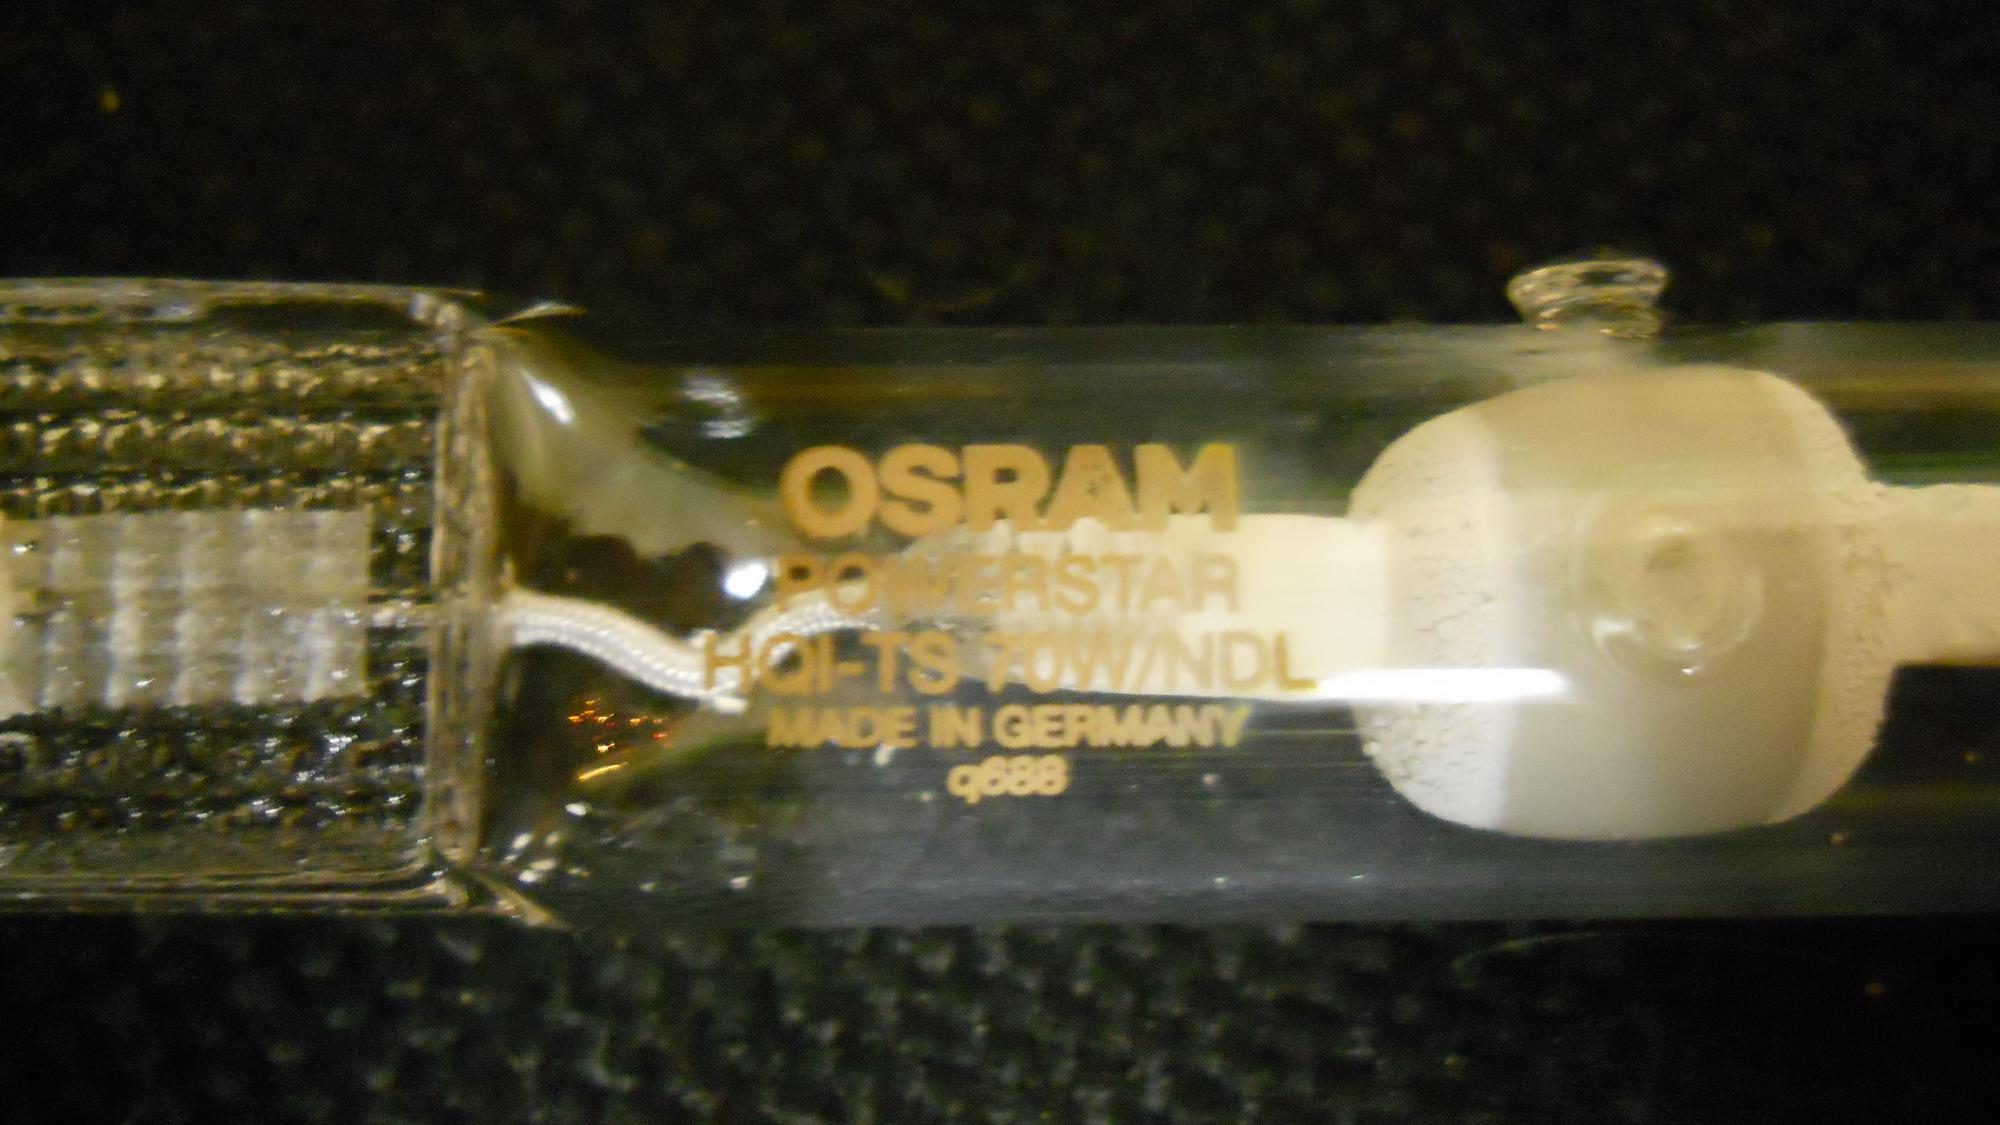 OSRAM
POWERSTAR
HQI-TS 70W/NDL
MADE IN GERMANY
q688